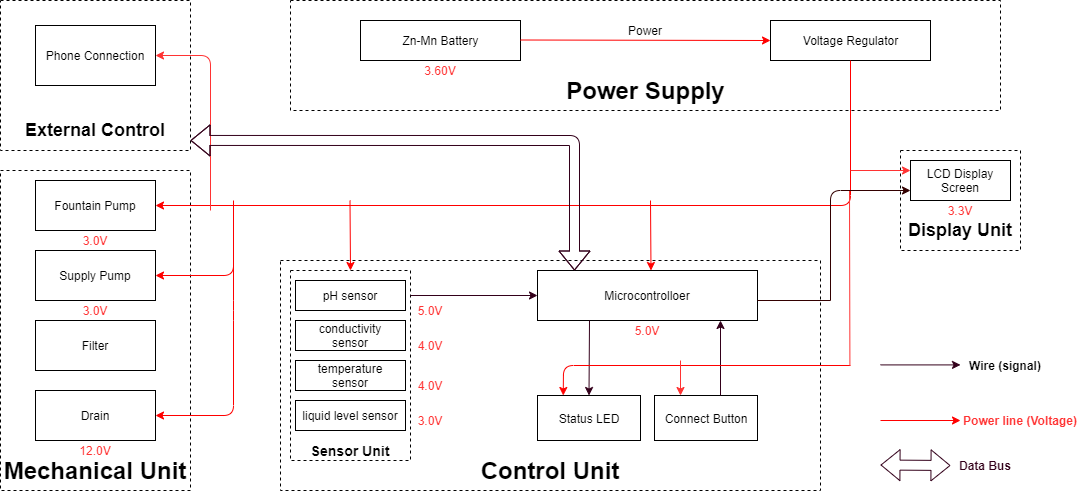 Phone Connection
External Control
Zn-Mn Battery
3.60V
Power
Voltage Regulator
Power Supply
Fountain Pump
3.0V
Supply Pump
3.0V
Filter
Drain
12.0V
Mechanical Unit
LCD Display
Screen
3.3V
Display Unit
pH sensor
5.0V
conductivity
sensor
4.0V
temperature
sensor
4.0V
liquid level sensor
3.0V
Sensor Unit
Microcontrolloer
5.0V
Status LED
Connect Button
Control Unit
Wire (signal)
Power line (Voltage)
Data Bus